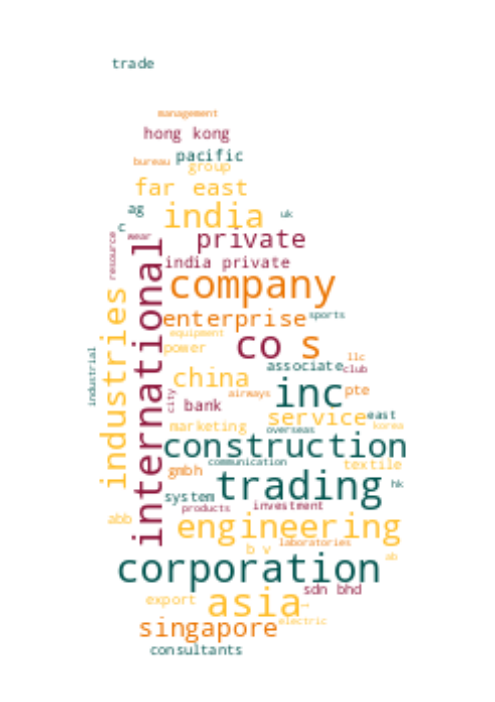 trade
management
hong kong
bureau pacific
group
far east
ag
india uk
c
wear private
resource
india private
international
company
industries
enterprise sports
equipment
co s
power
industrial
llc
associate club
china
airways pte
inc
city bank
service east
marketing korea
overseas
construction
communication textile
gmbh
trading hk
system
products investment
abb
engineering
laboratories
b v
ab
corporation
sdn bhd
export asia
electric
singapore
consultants